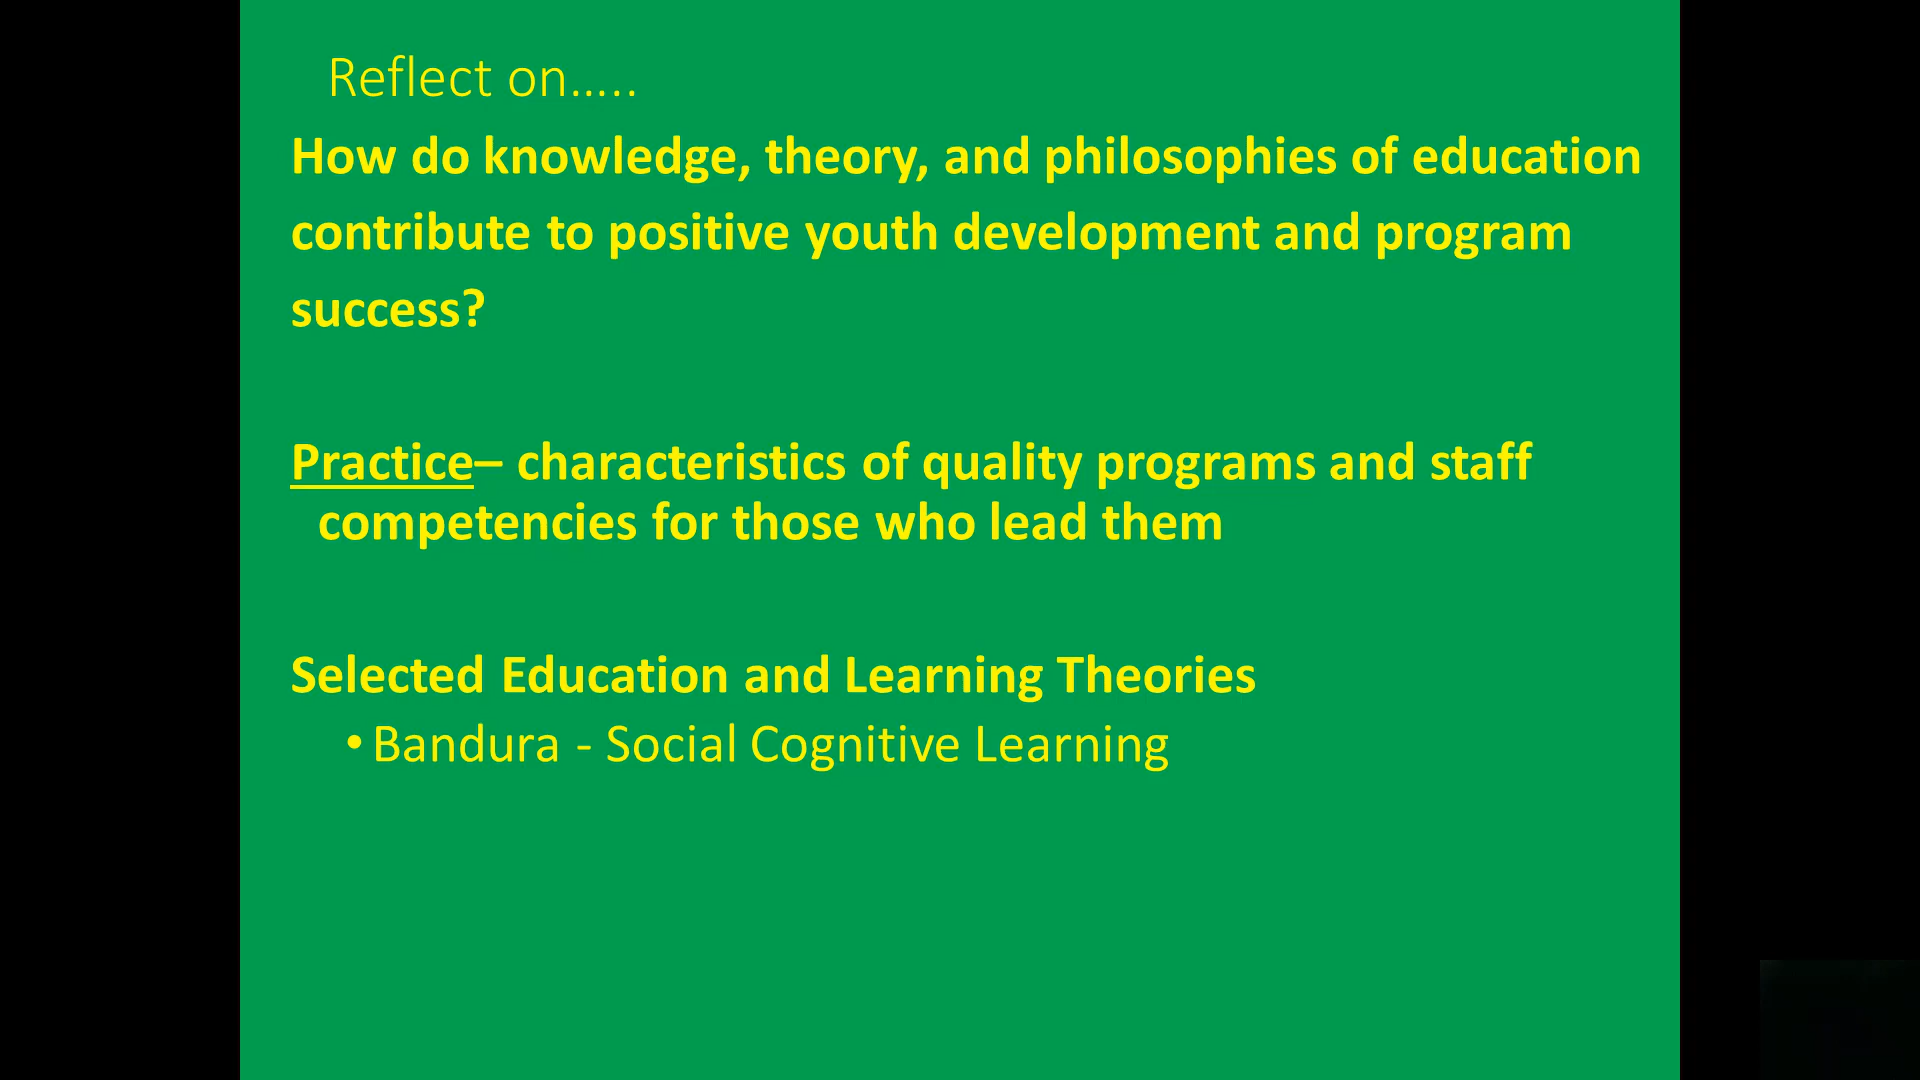 Reflect on…..
How do knowledge, theory, and philosophies of education
contribute to positive youth development and program
success?
Practice– characteristics of quality programs and staff
competencies for those who lead them
Selected Education and Learning Theories
• Bandura - Social Cognitive Learning